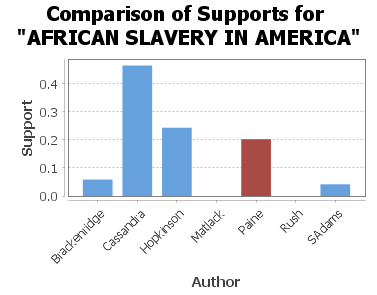 Comparison of Supports for
"AFRICAN SLAVERY IN AMERICA"
Support
0.4
0.3
0.2
0.1
0.0
Brackenridge
Cassandra
Hopkinson
Matlack
Paine
Rush
SAdams
Author